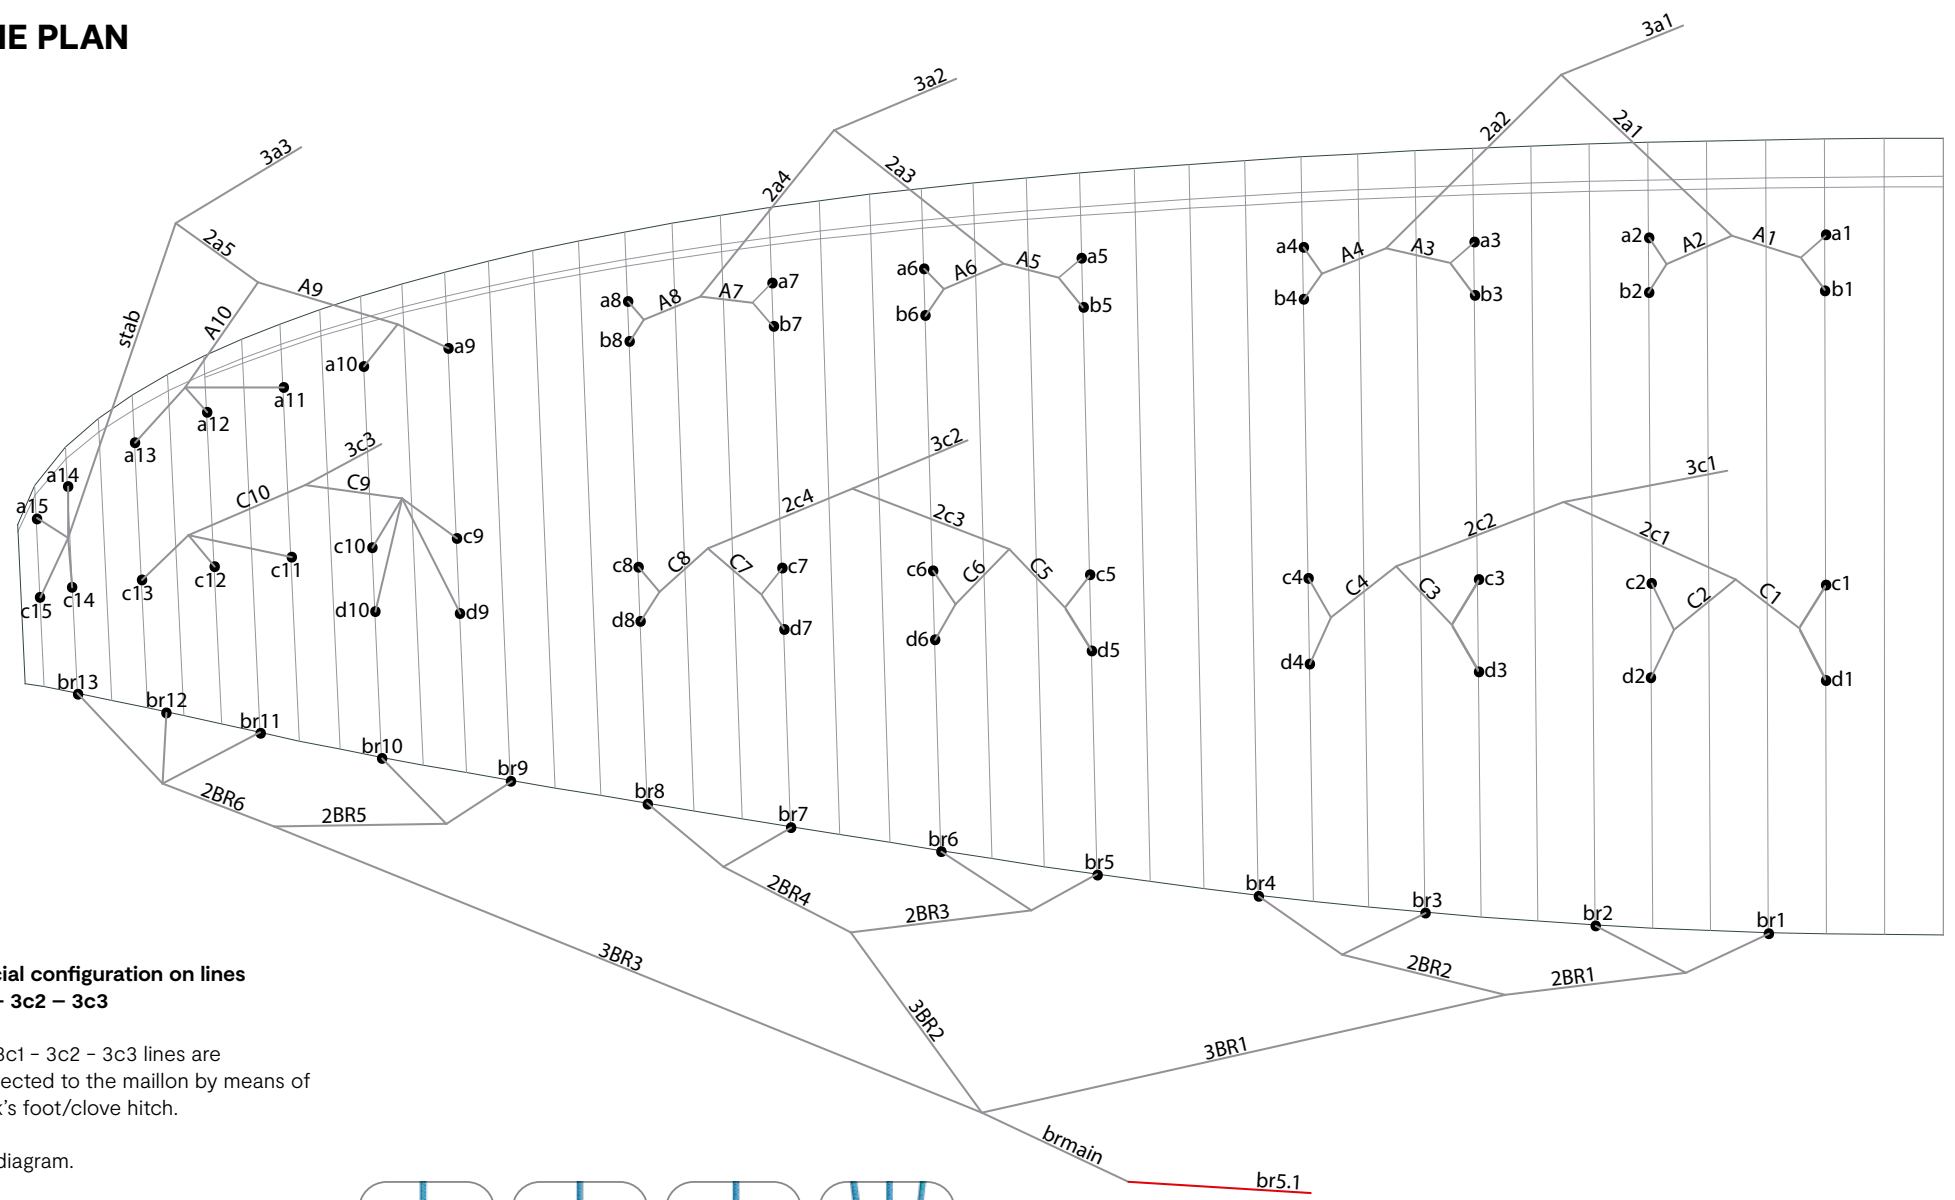 IE PLAN
3a1
3a2
3a3
2a2
2a1
2a4
2a3
2a5
stab
A10
A9
A8
A7
A6
A5
A4
A3
A2
A1
a8
a7
a6
a5
a4
a3
a2
a1
b8
b7
b6
b5
b4
b3
b2
b1
a10
a9
a11
a12
a13
a14
a15
3c3
3c2
3c1
C10
C9
2c4
2c3
2c2
2c1
C8
C7
C6
C5
C4
C3
C2
C1
c15
c14
c13
c12
c11
c10
c9
c8
c7
c6
c5
c4
c3
c2
c1
d10
d9
d8
d7
d6
d5
d4
d3
d2
d1
br13
br12
br11
br10
br9
br8
br7
br6
br5
br4
br3
br2
br1
2BR6
2BR5
2BR4
2BR3
2BR2
2BR1
3BR3
3BR2
3BR1
brmain
br5.1
cial configuration on lines
- 3c2 – 3c3
3c1 - 3c2 - 3c3 lines are
ected to the maillon by means of
k's foot/clove hitch.
diagram.